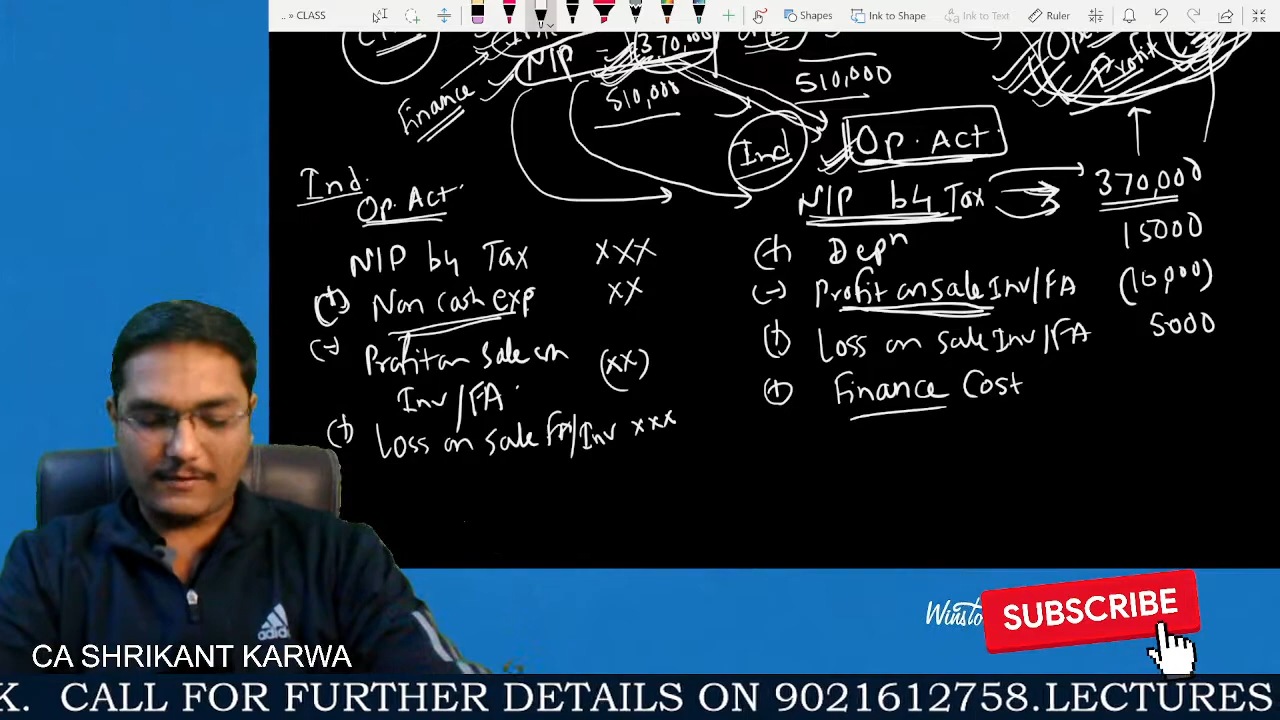 .. » CLASS
Shapes
Ink to Shape
Ink to Text
Ruler
N|P 370,000
Finance
510,000
510,000
Profit
Ind
Op. Act.
Ind.
Op. Act.
N|P b4 Tax xxx
(+) Non cash exp xx
(-) Profit on Sale on (xx)
Inv/FA.
(+) Loss on sale FA/Inv xxx
N|P b4 Tax 370,000
(+) Depn 15000
(-) Profit on sale Inv/FA (10,000)
(+) Loss on sale Inv/FA 5000
(+) Finance Cost
SUBSCRIBE
CA SHRIKANT KARWA
K. CALL FOR FURTHER DETAILS ON 9021612758.LECTURES